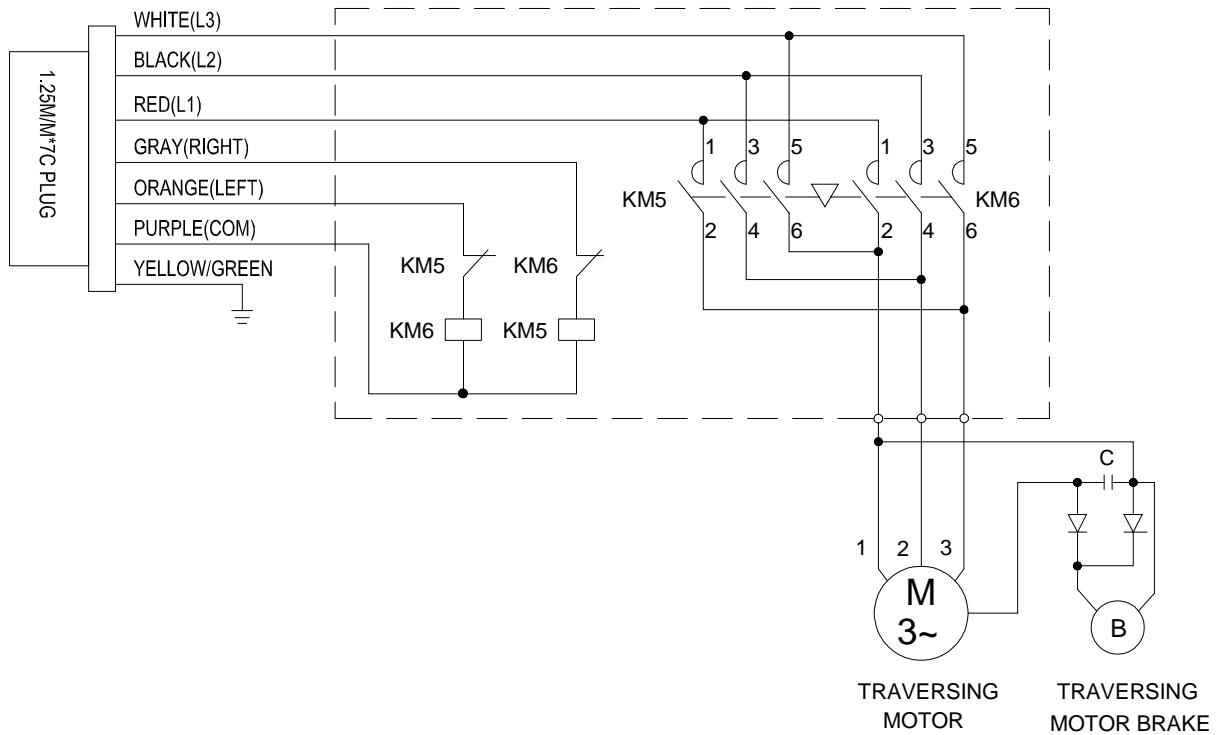 WHITE(L3)
BLACK(L2)
RED(L1)
GRAY(RIGHT)
ORANGE(LEFT)
PURPLE(COM)
YELLOW/GREEN
1.25M/M*7C PLUG
KM5
KM6
KM6
KM5
1 3 5 1 3 5
KM5
KM6
2 4 6 2 4 6
C
1 2 3
M
3~
B
TRAVERSING
MOTOR
TRAVERSING
MOTOR BRAKE